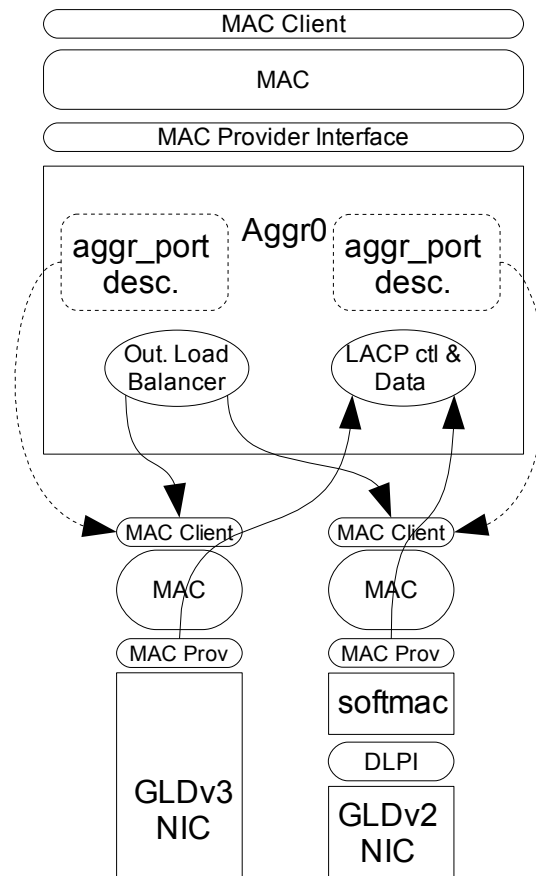 MAC Client
MAC
MAC Provider Interface
Aggr0
aggr_port
desc.
aggr_port
desc.
Out. Load
Balancer
LACP ctl &
Data
MAC Client
MAC Client
MAC
MAC
MAC Prov
MAC Prov
softmac
DLPI
GLDv3
NIC
GLDv2
NIC